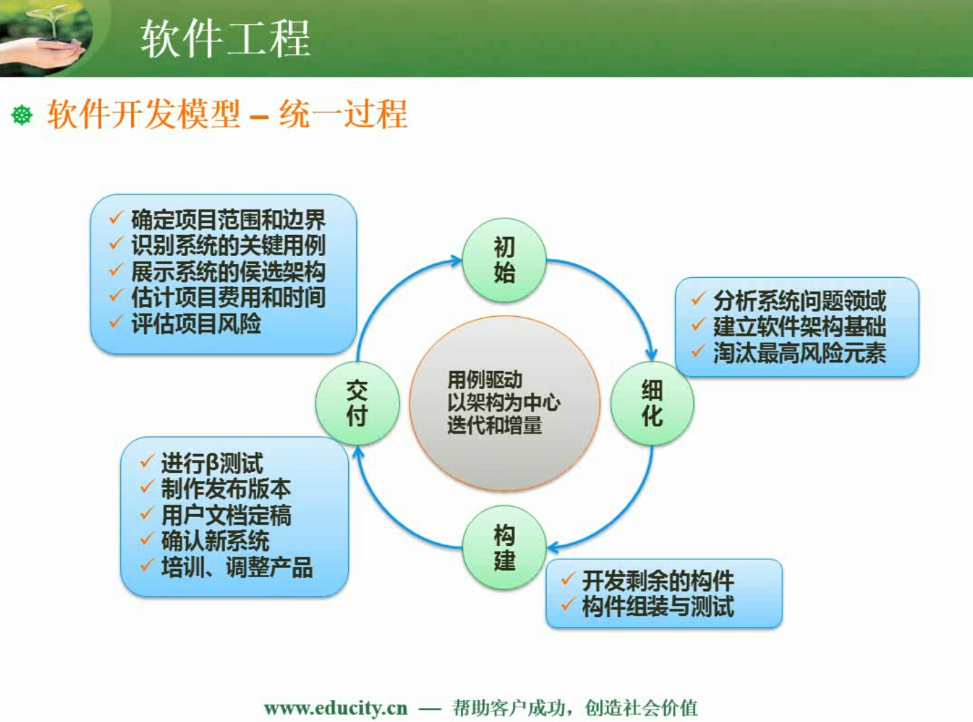 软件工程
软件开发模型 – 统一过程
确定项目范围和边界
识别系统的关键用例
展示系统的侯选架构
估计项目费用和时间
评估项目风险
初
始
分析系统问题领域
建立软件架构基础
淘汰最高风险元素
交
付
用例驱动
以架构为中心
迭代和增量
细
化
进行β测试
制作发布版本
用户文档定稿
确认新系统
培训、调整产品
构
建
开发剩余的构件
构件组装与测试
www.educity.cn — 帮助客户成功，创造社会价值